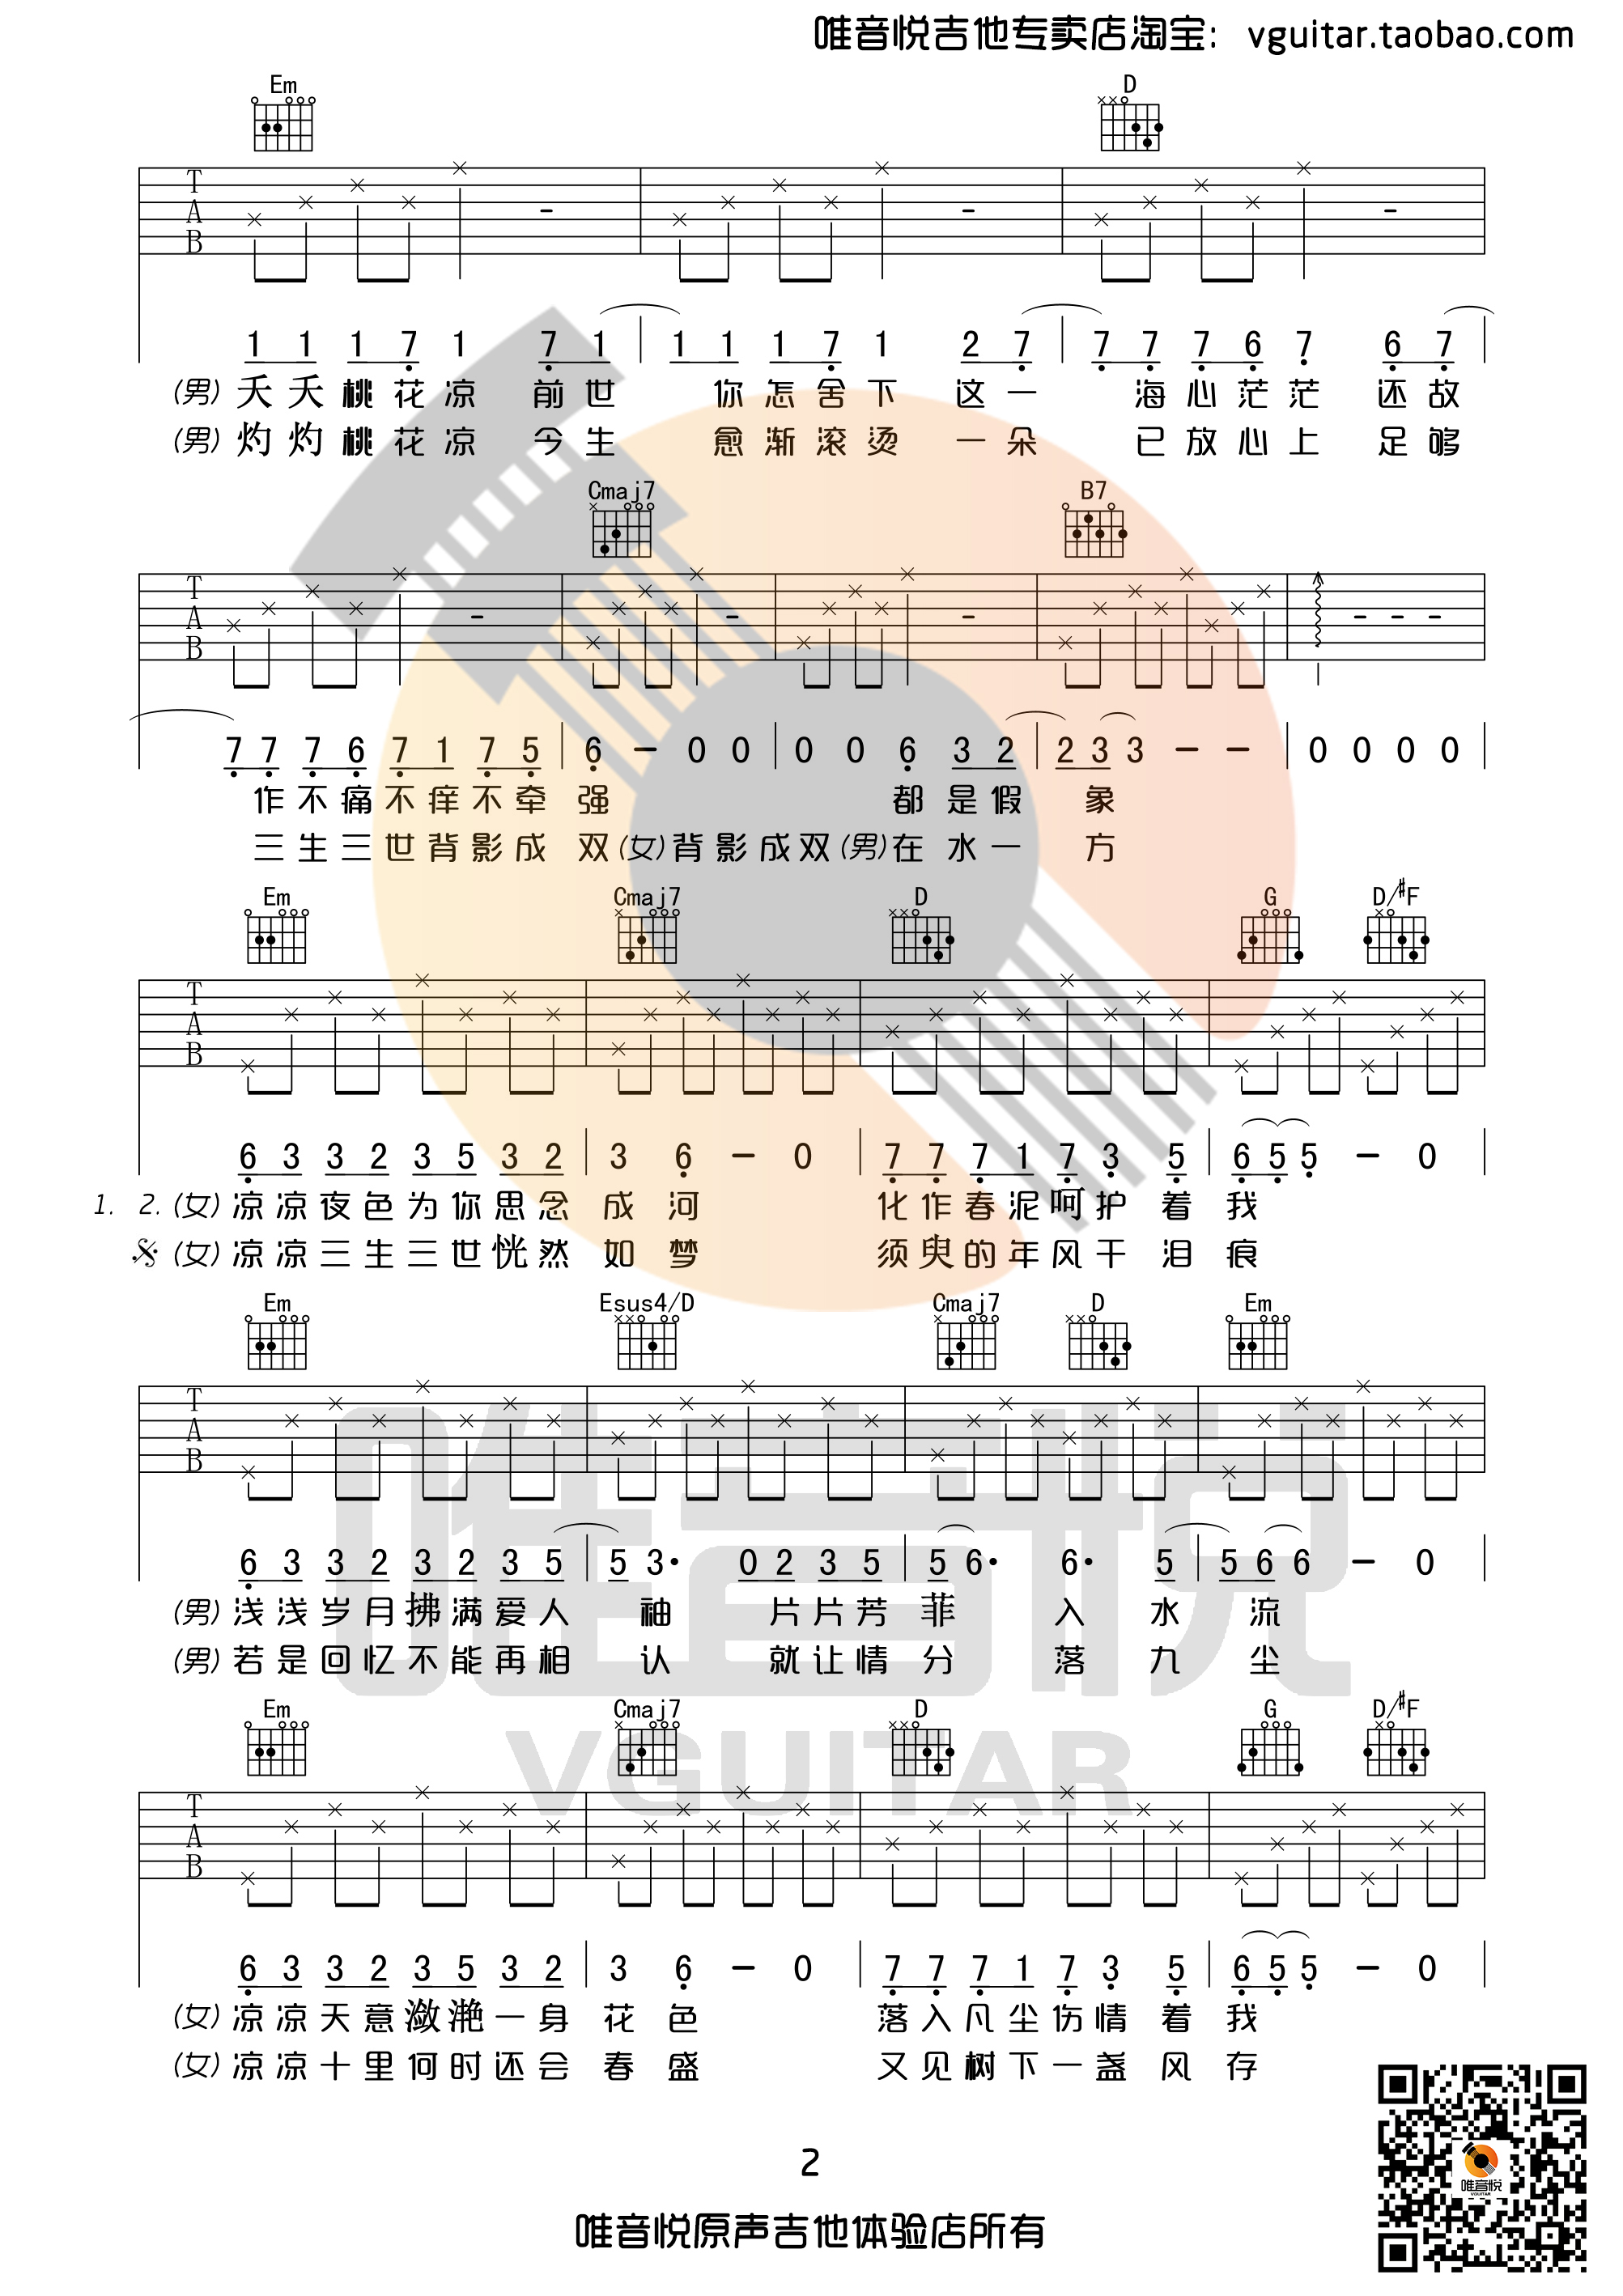 唯音悦吉他专卖店淘宝: vguitar.taobao.com
Em D
T A B
1 1 1 7 1 7 1 | 1 1 1 7 1 2 7 | 7 7 7 6 7 6 7 |
(男) 夭 夭 桃 花 凉 前 世 你 怎 舍 下 这 一 海 心 茫 茫 还 故
(男) 灼 灼 桃 花 凉 今 生 愈 渐 滚 烫 一 朵 已 放 心 上 足 够
Cmaj7 B7
T A B
7 7 7 6 7 1 7 5 | 6 - 0 0 | 0 0 6 3 2 | 2 3 3 - - | 0 0 0 0
作 不 痛 不 痒 不 牵 强 都 是 假 象
三 生 三 世 背 影 成 双 (女) 背 影 成 双 (男) 在 水 一 方
Em Cmaj7 D G D/#F
T A B
6 3 3 2 3 5 3 2 | 3 6 - 0 | 7 7 7 1 7 3 5 | 6 5 5 - 0 |
1. 2. (女) 凉 凉 夜 色 为 你 思 念 成 河 化 作 春 泥 呵 护 着 我
(女) 凉 凉 三 生 三 世 恍 然 如 梦 须 臾 的 年 风 干 泪 痕
Em Esus4/D Cmaj7 D Em
T A B
6 3 3 2 3 2 3 5 | 5 3· 0 2 3 5 | 5 6· 6· 5 | 5 6 6 - 0 |
(男) 浅 浅 岁 月 拂 满 爱 人 袖 片 片 芳 菲 入 水 流
(男) 若 是 回 忆 不 能 再 相 认 就 让 情 分 落 九 尘
Em Cmaj7 D G D/#F
T A B
6 3 3 2 3 5 3 2 | 3 6 - 0 | 7 7 7 1 7 3 5 | 6 5 5 - 0 |
(女) 凉 凉 天 意 潋 滟 一 身 花 色 落 入 凡 尘 伤 情 着 我
(女) 凉 凉 十 里 何 时 还 会 春 盛 又 见 树 下 一 盏 风 存
唯音悦
VGUITAR
2
唯音悦原声吉他体验店所有
唯音悦
VGUITAR